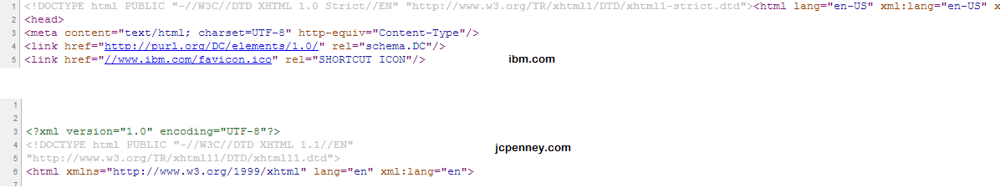 1 <!DOCTYPE html PUBLIC "-//W3C//DTD XHTML 1.0 Strict//EN" "http://www.w3.org/TR/xhtml1/DTD/xhtml1-strict.dtd"><html lang="en-US" xml:lang="en-US" x
2 <head>
3 <meta content="text/html; charset=UTF-8" http-equiv="Content-Type"/>
4 <link href="http://purl.org/DC/elements/1.0/" rel="schema.DC"/>
5 <link href="//www.ibm.com/favicon.ico" rel="SHORTCUT ICON"/>
ibm.com
1
2
3 <?xml version="1.0" encoding="UTF-8"?>
4 <!DOCTYPE html PUBLIC "-//W3C//DTD XHTML 1.1//EN"
jcpenney.com
5 "http://www.w3.org/TR/xhtml11/DTD/xhtml11.dtd">
6 <html xmlns="http://www.w3.org/1999/xhtml" lang="en" xml:lang="en">
7